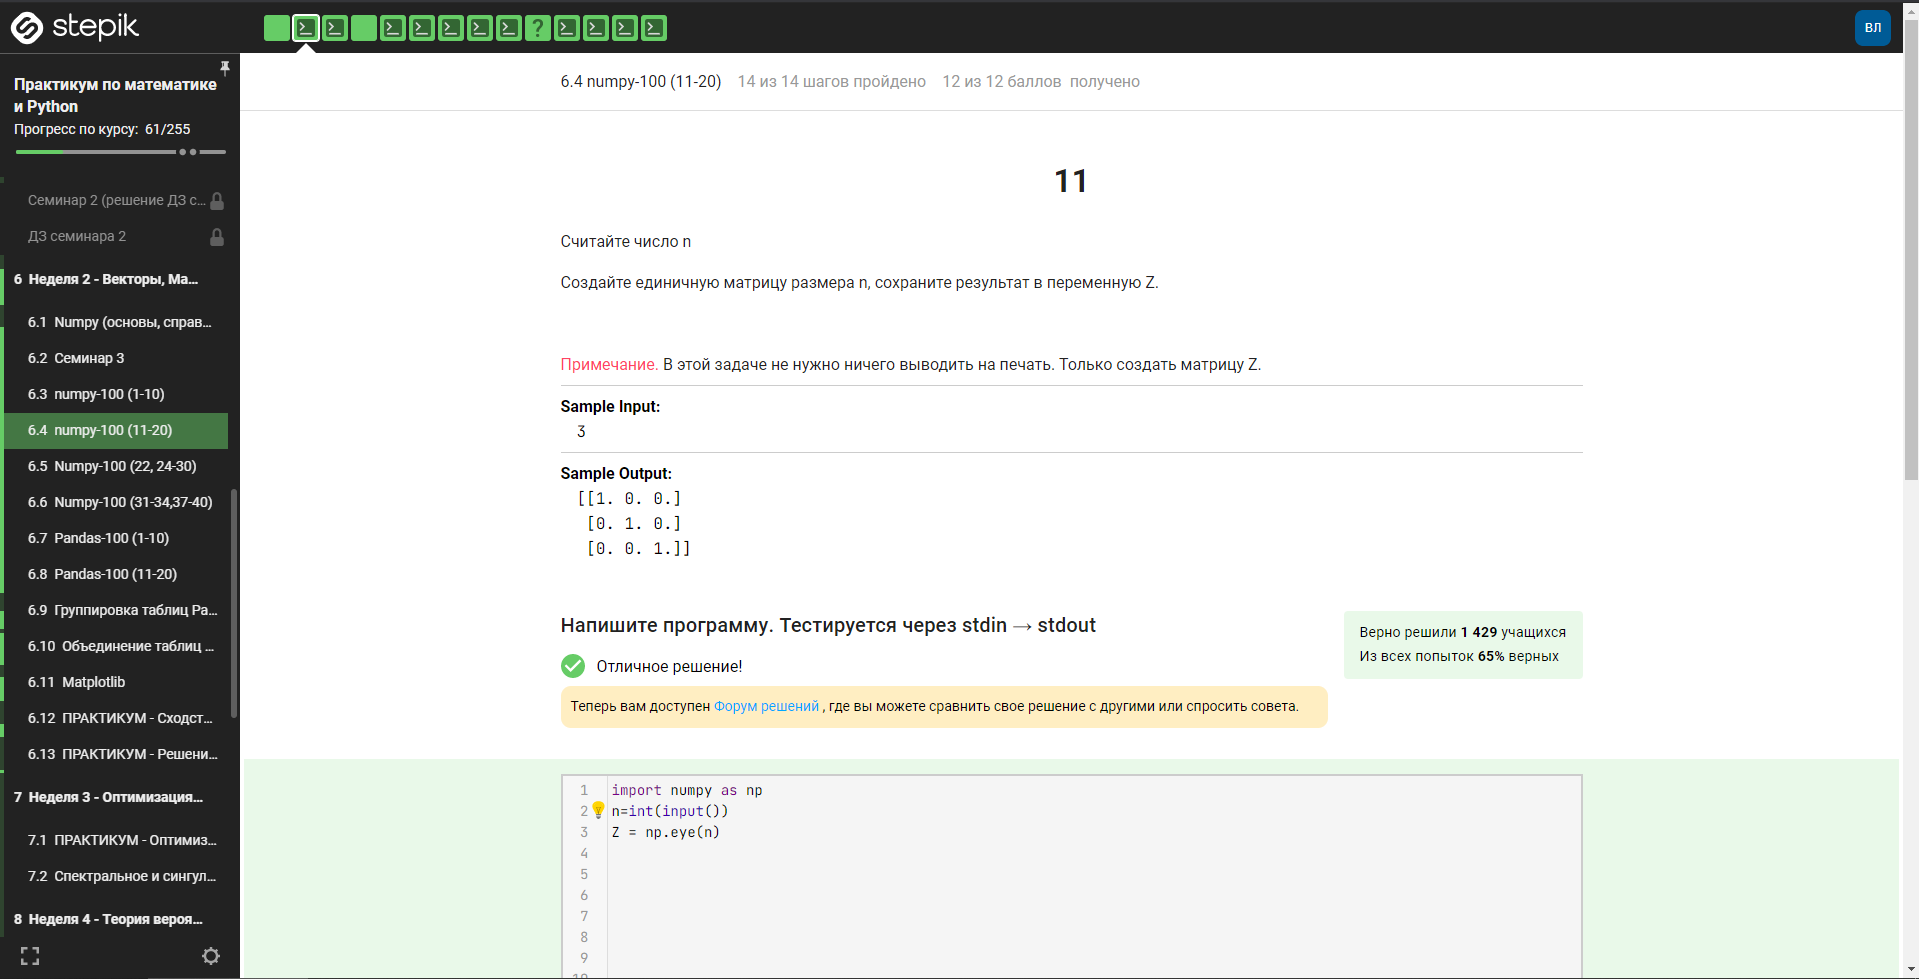 stepik
?
ВЛ
Практикум по математике
и Python
Прогресс по курсу: 61/255
Семинар 2 (решение ДЗ с...
ДЗ семинара 2
6 Неделя 2 - Векторы, Ма...
6.1 Numpy (основы, справ...
6.2 Семинар 3
6.3 numpy-100 (1-10)
6.4 numpy-100 (11-20)
6.5 Numpy-100 (22, 24-30)
6.6 Numpy-100 (31-34,37-40)
6.7 Pandas-100 (1-10)
6.8 Pandas-100 (11-20)
6.9 Группировка таблиц Pa...
6.10 Объединение таблиц ...
6.11 Matplotlib
6.12 ПРАКТИКУМ - Сходст...
6.13 ПРАКТИКУМ - Решени...
7 Неделя 3 - Оптимизация...
7.1 ПРАКТИКУМ - Оптимиз...
7.2 Спектральное и сингул...
8 Неделя 4 - Теория вероя...
6.4 numpy-100 (11-20) 14 из 14 шагов пройдено 12 из 12 баллов получено
11
Считайте число n
Создайте единичную матрицу размера n, сохраните результат в переменную Z.
Примечание. В этой задаче не нужно ничего выводить на печать. Только создать матрицу Z.
Sample Input:
3
Sample Output:
[[1. 0. 0.]
[0. 1. 0.]
[0. 0. 1.]]
Напишите программу. Тестируется через stdin → stdout
Отличное решение!
Теперь вам доступен Форум решений , где вы можете сравнить свое решение с другими или спросить совета.
Верно решили 1 429 учащихся
Из всех попыток 65% верных
1 import numpy as np
2 n=int(input())
3 Z = np.eye(n)
4
5
6
7
8
9
10